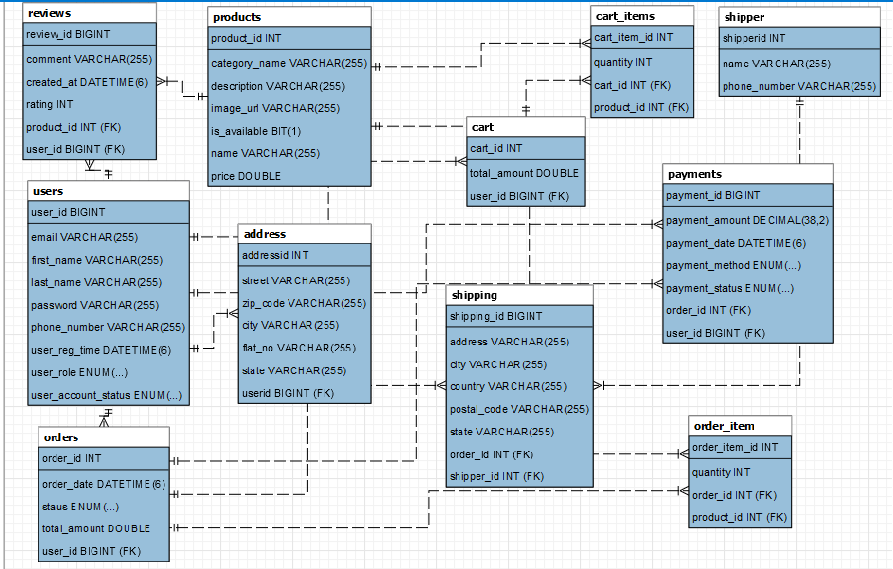 reviews
review_id BIGINT
comment VARCHAR(255)
created_at DATETIME(6)
rating INT
product_id INT (FK)
user_id BIGINT (FK)
products
product_id INT
category_name VARCHAR(255)
description VARCHAR(255)
image_url VARCHAR(255)
is_available BIT(1)
name VARCHAR(255)
price DOUBLE
cart_items
cart_item_id INT
quantity INT
cart_id INT (FK)
product_id INT (FK)
shipper
shipperid INT
name VARCHAR(255)
phone_number VARCHAR(255)
cart
cart_id INT
total_amount DOUBLE
user_id BIGINT (FK)
payments
payment_id BIGINT
payment_amount DECIMAL(38,2)
payment_date DATETIME(6)
payment_method ENUM(...)
payment_status ENUM(...)
order_id INT (FK)
user_id BIGINT (FK)
users
user_id BIGINT
email VARCHAR(255)
first_name VARCHAR(255)
last_name VARCHAR(255)
password VARCHAR(255)
phone_number VARCHAR(255)
user_reg_time DATETIME(6)
user_role ENUM(...)
user_account_status ENUM(...)
address
addressid INT
street VARCHAR(255)
zip_code VARCHAR(255)
city VARCHAR(255)
flat_no VARCHAR(255)
state VARCHAR(255)
userid BIGINT (FK)
shipping
shipping_id BIGINT
address VARCHAR(255)
city VARCHAR(255)
country VARCHAR(255)
postal_code VARCHAR(255)
state VARCHAR(255)
order_id INT (FK)
shipper_id INT (FK)
orders
order_id INT
order_date DATETIME(6)
status ENUM(...)
total_amount DOUBLE
user_id BIGINT (FK)
order_item
order_item_id INT
quantity INT
order_id INT (FK)
product_id INT (FK)